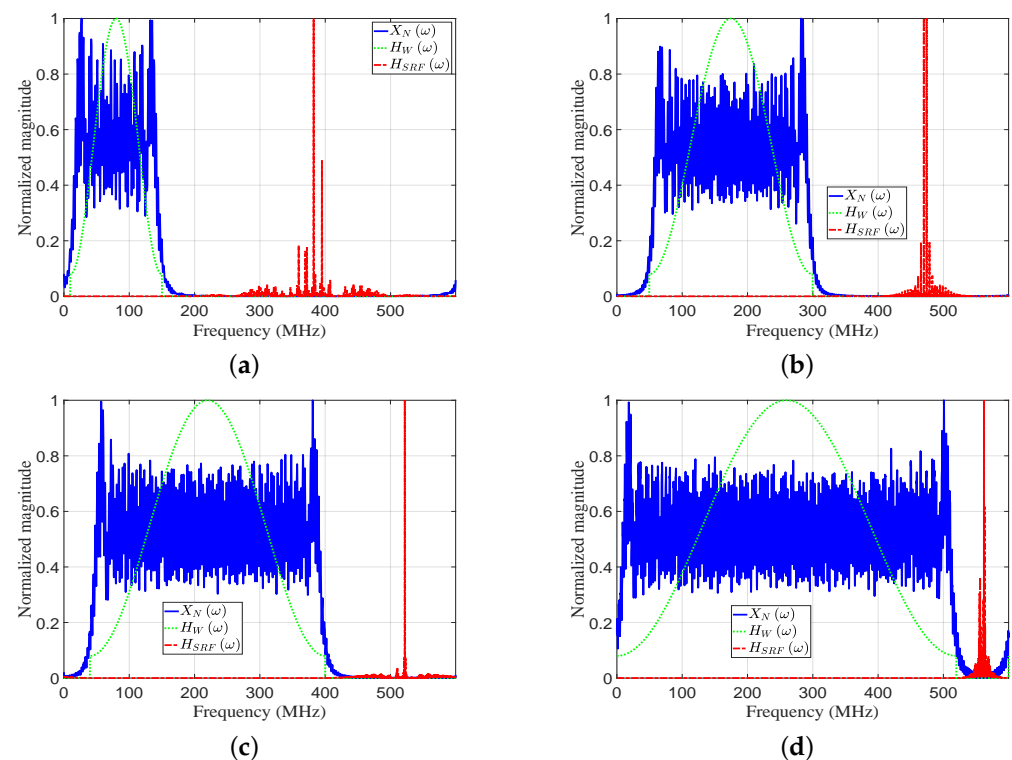 1
0.8
0.6
0.4
0.2
0
0 100 200 300 400 500
Normalized magnitude
Frequency (MHz)
X_N (ω)
H_W (ω)
H_SRF (ω)
(a)
1
0.8
0.6
0.4
0.2
0
0 100 200 300 400 500
Normalized magnitude
Frequency (MHz)
X_N (ω)
H_W (ω)
H_SRF (ω)
(b)
1
0.8
0.6
0.4
0.2
0
0 100 200 300 400 500
Normalized magnitude
Frequency (MHz)
X_N (ω)
H_W (ω)
H_SRF (ω)
(c)
1
0.8
0.6
0.4
0.2
0
0 100 200 300 400 500
Normalized magnitude
Frequency (MHz)
X_N (ω)
H_W (ω)
H_SRF (ω)
(d)